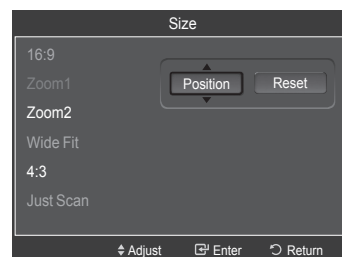 Size
16:9
Zoom1
Position Reset
Zoom2
Wide Fit
4:3
Just Scan
Adjust Enter Return